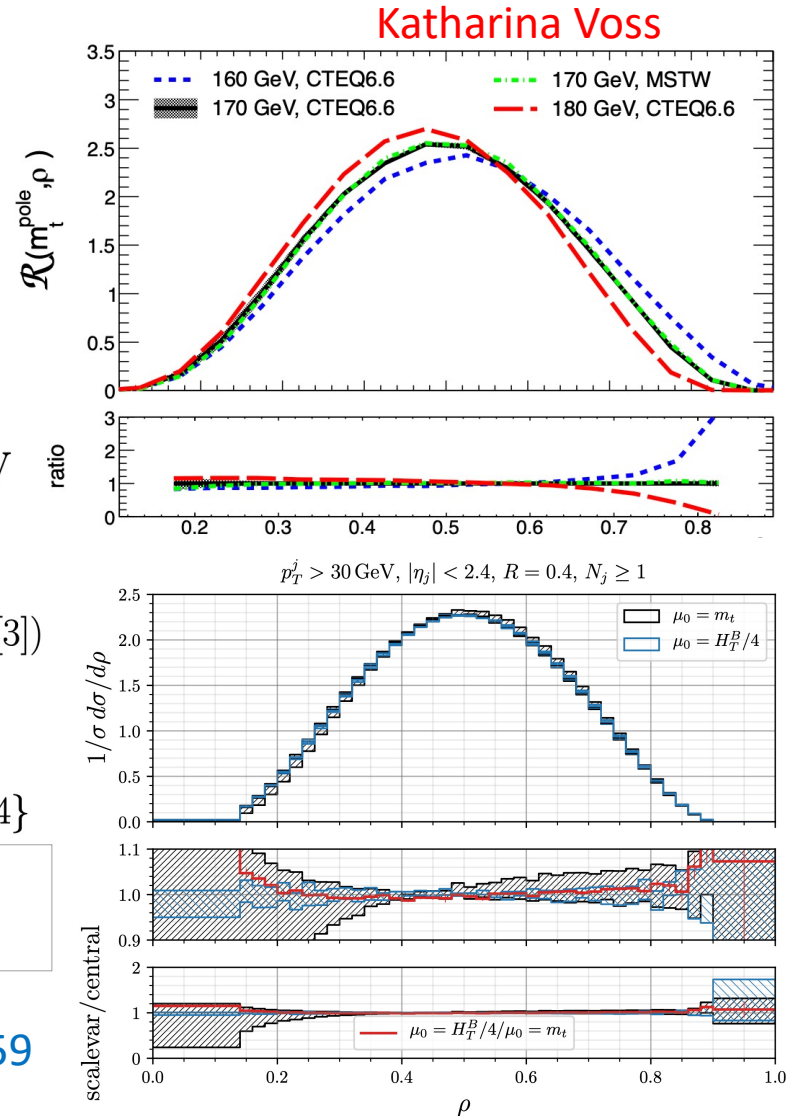 Katharina Voss
3.5
160 GeV, CTEQ6.6
170 GeV, MSTW
170 GeV, CTEQ6.6
180 GeV, CTEQ6.6
3
2.5
2
1.5
1
0.5
0
ℛ(m_t^pole, ρ)
3
2
1
0
ratio
0.2 0.3 0.4 0.5 0.6 0.7 0.8
p_T^j > 30 GeV, |η_j| < 2.4, R = 0.4, N_j ≥ 1
2.5
2.0
1.5
1.0
0.5
0.0
1/σ dσ/dρ
μ_0 = m_t
μ_0 = H_T^B/4
[3])
4}
1.1
1.0
0.9
scalevar/central
2
1
0
μ_0 = H_T^B/4/μ_0 = m_t
59
0.0 0.2 0.4 0.6 0.8 1.0
ρ